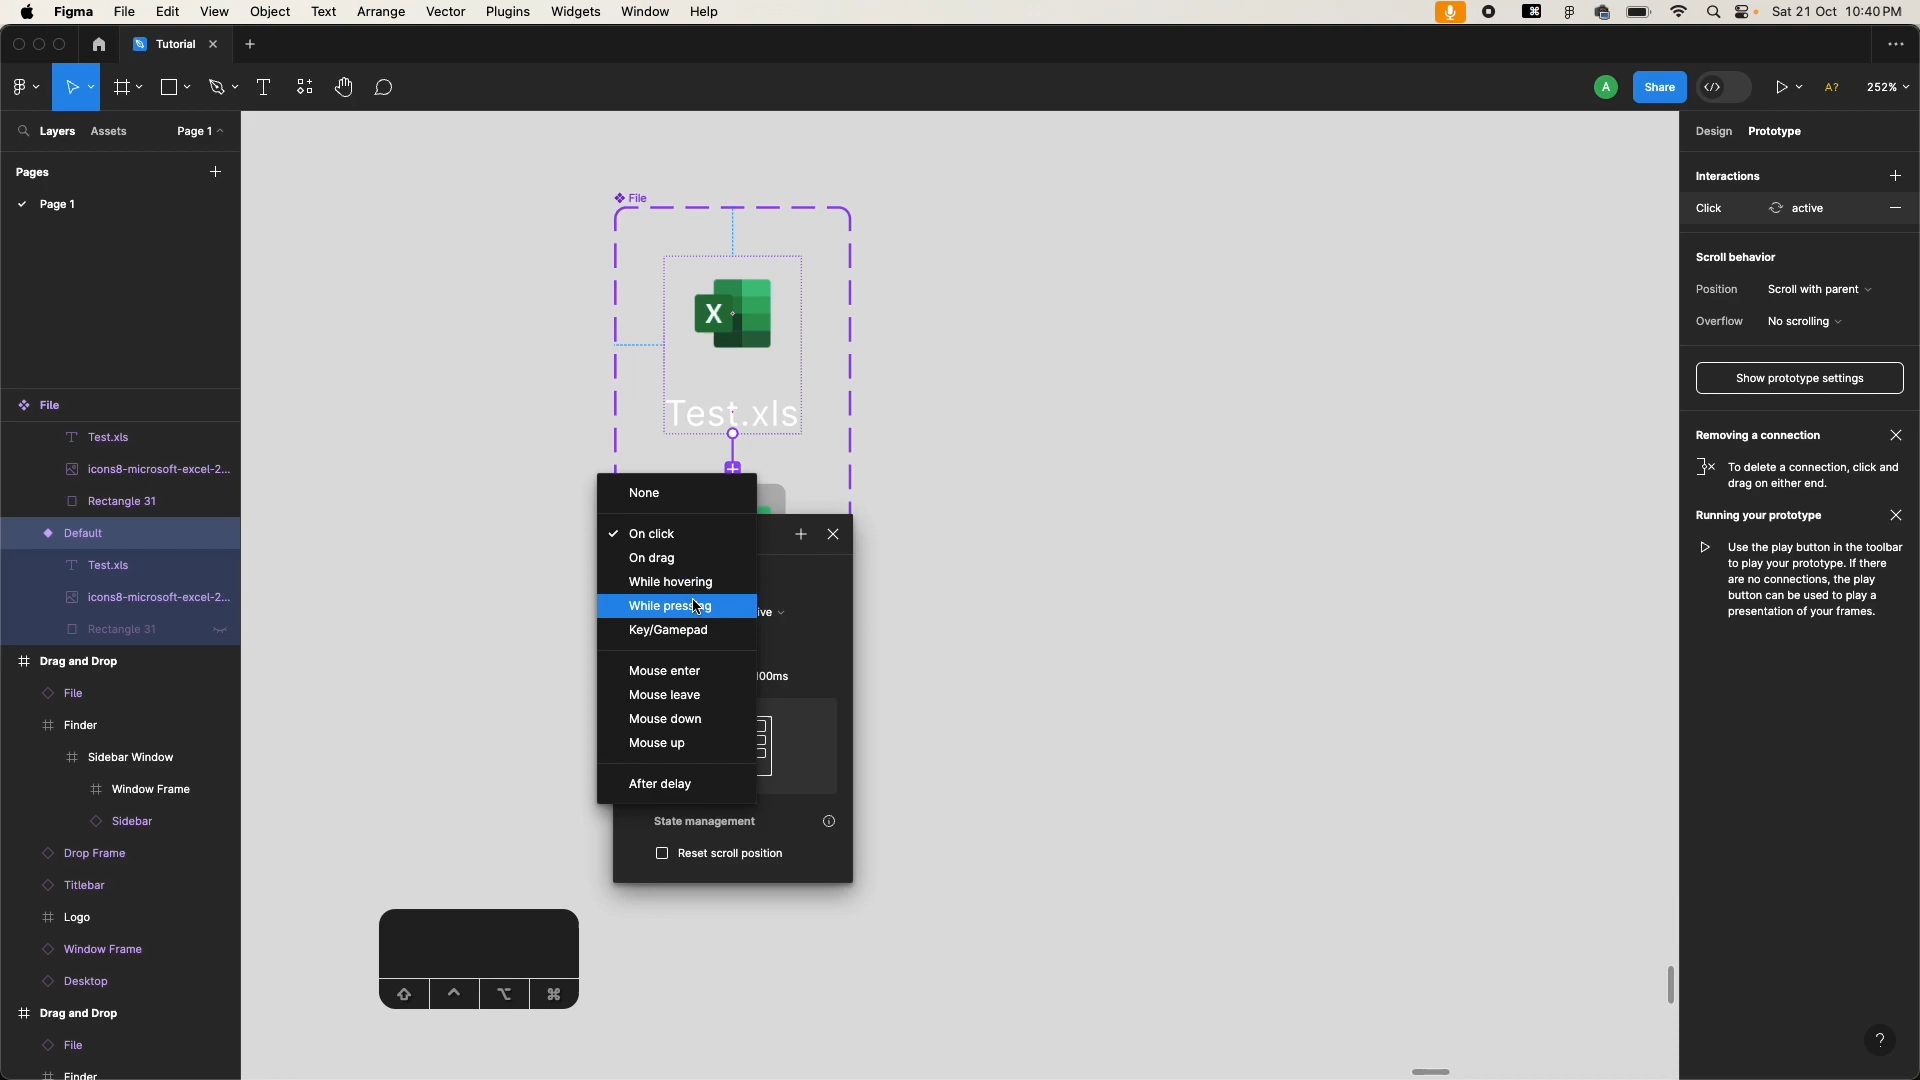 Figma File Edit View Object Text Arrange Vector Plugins Widgets Window Help
Sat 21 Oct 10:40 PM
Tutorial
A Share A? 252%
Layers Assets Page 1
Pages
Page 1
File
Test.xls
icons8-microsoft-excel-2...
Rectangle 31
Default
Test.xls
icons8-microsoft-excel-2...
Rectangle 31
Drag and Drop
File
Finder
Sidebar Window
Window Frame
Sidebar
Drop Frame
Titlebar
Logo
Window Frame
Desktop
Drag and Drop
File
Finder
File
X
Test.xls
None
On click
On drag
While hovering
While pressing
Key/Gamepad
Mouse enter
Mouse leave
Mouse down
Mouse up
After delay
ive
100ms
State management
Reset scroll position
Design Prototype
Interactions
Click active
Scroll behavior
Position Scroll with parent
Overflow No scrolling
Show prototype settings
Removing a connection
To delete a connection, click and
drag on either end.
Running your prototype
Use the play button in the toolbar
to play your prototype. If there
are no connections, the play
button can be used to play a
presentation of your frames.
?